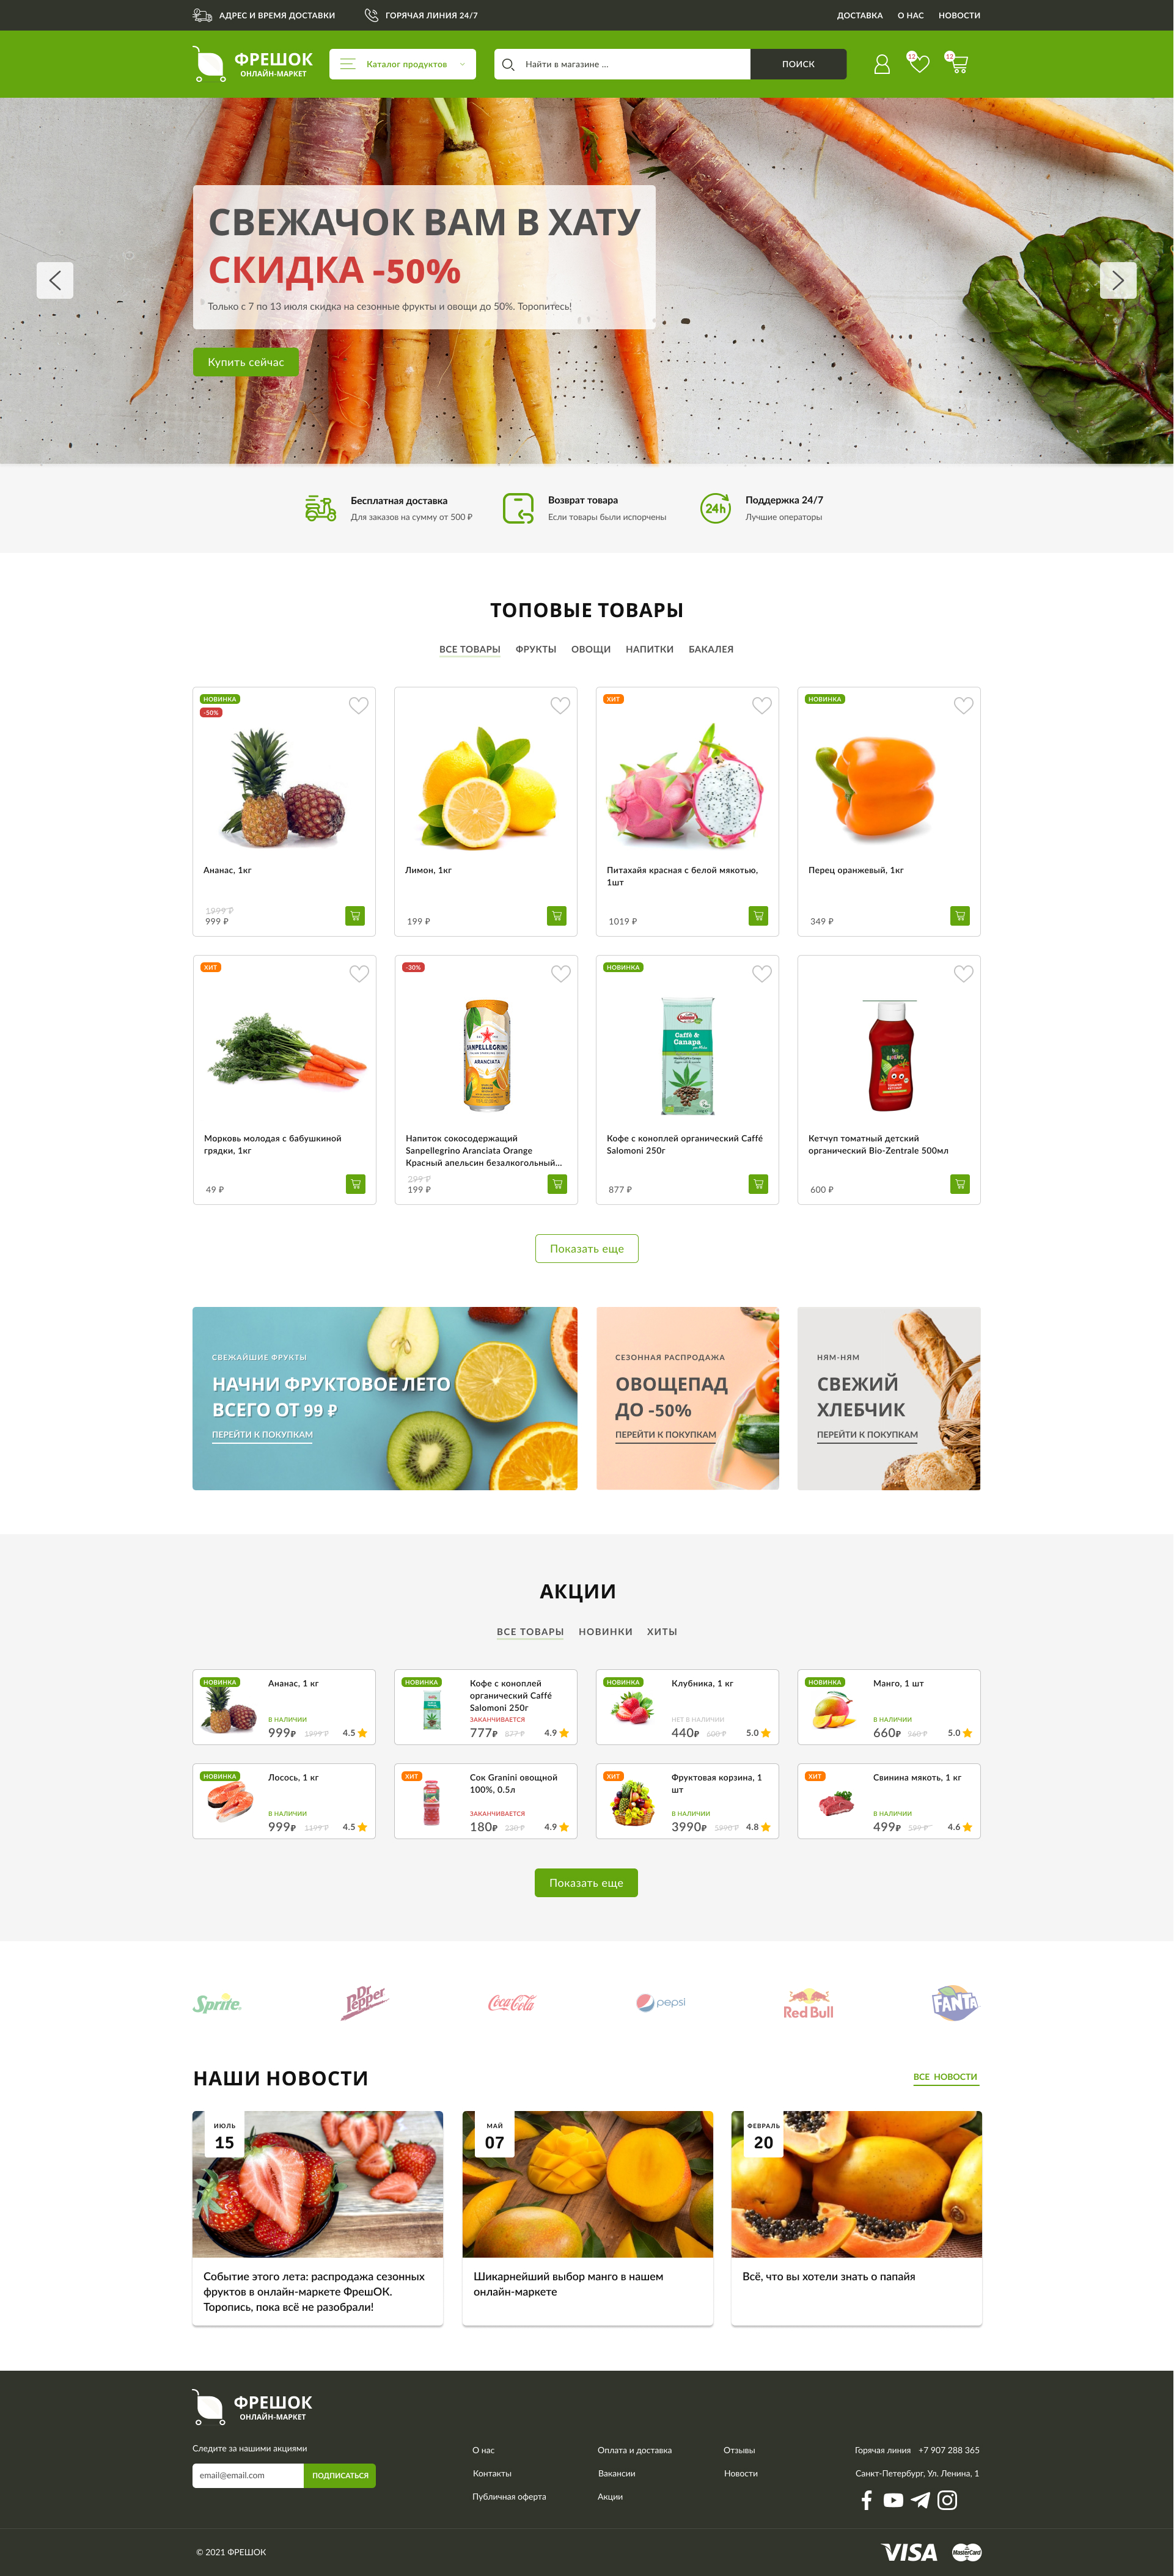 АДРЕС И ВРЕМЯ ДОСТАВКИ
ГОРЯЧАЯ ЛИНИЯ 24/7
ДОСТАВКА
О НАС
НОВОСТИ
ФРЕШОК
ОНЛАЙН-МАРКЕТ
Каталог продуктов
Найти в магазине ...
ПОИСК
12
12
СВЕЖАЧОК ВАМ В ХАТУ
СКИДКА -50%
Только с 7 по 13 июля скидка на сезонные фрукты и овощи до 50%. Торопитесь!
Купить сейчас
Бесплатная доставка
Для заказов на сумму от 500 ₽
Возврат товара
Если товары были испорчены
24h
Поддержка 24/7
Лучшие операторы
ТОПОВЫЕ ТОВАРЫ
ВСЕ ТОВАРЫ
ФРУКТЫ
ОВОЩИ
НАПИТКИ
БАКАЛЕЯ
НОВИНКА
-50%
Ананас, 1кг
1999 ₽
999 ₽
Лимон, 1кг
199 ₽
ХИТ
Питахайя красная с белой мякотью,
1шт
1019 ₽
НОВИНКА
Перец оранжевый, 1кг
349 ₽
ХИТ
Морковь молодая с бабушкиной
грядки, 1кг
49 ₽
-30%
SANPELLEGRINO
ARANCIATA
Напиток сокосодержащий
Sanpellegrino Aranciata Orange
Красный апельсин безалкогольный...
299 ₽
199 ₽
НОВИНКА
Caffè &
Canapa
Кофе с коноплей органический Caffé
Salomoni 250г
877 ₽
Кетчуп томатный детский
органический Bio-Zentrale 500мл
600 ₽
Показать еще
СВЕЖАЙШИЕ ФРУКТЫ
НАЧНИ ФРУКТОВОЕ ЛЕТО
ВСЕГО ОТ 99 ₽
ПЕРЕЙТИ К ПОКУПКАМ
СЕЗОННАЯ РАСПРОДАЖА
ОВОЩЕПАД
ДО -50%
ПЕРЕЙТИ К ПОКУПКАМ
НЯМ-НЯМ
СВЕЖИЙ
ХЛЕБЧИК
ПЕРЕЙТИ К ПОКУПКАМ
АКЦИИ
ВСЕ ТОВАРЫ
НОВИНКИ
ХИТЫ
НОВИНКА
Ананас, 1 кг
В НАЛИЧИИ
999₽ 1999 ₽ 4.5
НОВИНКА
Кофе с коноплей
органический Caffé
Salomoni 250г
ЗАКАНЧИВАЕТСЯ
777₽ 877 ₽ 4.9
НОВИНКА
Клубника, 1 кг
НЕТ В НАЛИЧИИ
440₽ 600 ₽ 5.0
НОВИНКА
Манго, 1 шт
В НАЛИЧИИ
660₽ 960 ₽ 5.0
НОВИНКА
Лосось, 1 кг
В НАЛИЧИИ
999₽ 1199 ₽ 4.5
ХИТ
Сок Granini овощной
100%, 0.5л
ЗАКАНЧИВАЕТСЯ
180₽ 230 ₽ 4.9
ХИТ
Фруктовая корзина, 1
шт
В НАЛИЧИИ
3990₽ 5990 ₽ 4.8
ХИТ
Свинина мякоть, 1 кг
В НАЛИЧИИ
499₽ 599 ₽ 4.6
Показать еще
Sprite
Dr Pepper
Coca-Cola
pepsi
Red Bull
FANTA
НАШИ НОВОСТИ
ВСЕ НОВОСТИ
ИЮЛЬ
15
Событие этого лета: распродажа сезонных
фруктов в онлайн-маркете ФрешОК.
Торопись, пока всё не разобрали!
МАЙ
07
Шикарнейший выбор манго в нашем
онлайн-маркете
ФЕВРАЛЬ
20
Всё, что вы хотели знать о папайя
ФРЕШОК
ОНЛАЙН-МАРКЕТ
Следите за нашими акциями
email@email.com
ПОДПИСАТЬСЯ
О нас
Контакты
Публичная оферта
Оплата и доставка
Вакансии
Акции
Отзывы
Новости
Горячая линия +7 907 288 365
Санкт-Петербург, Ул. Ленина, 1
© 2021 ФРЕШОК
VISA
MasterCard